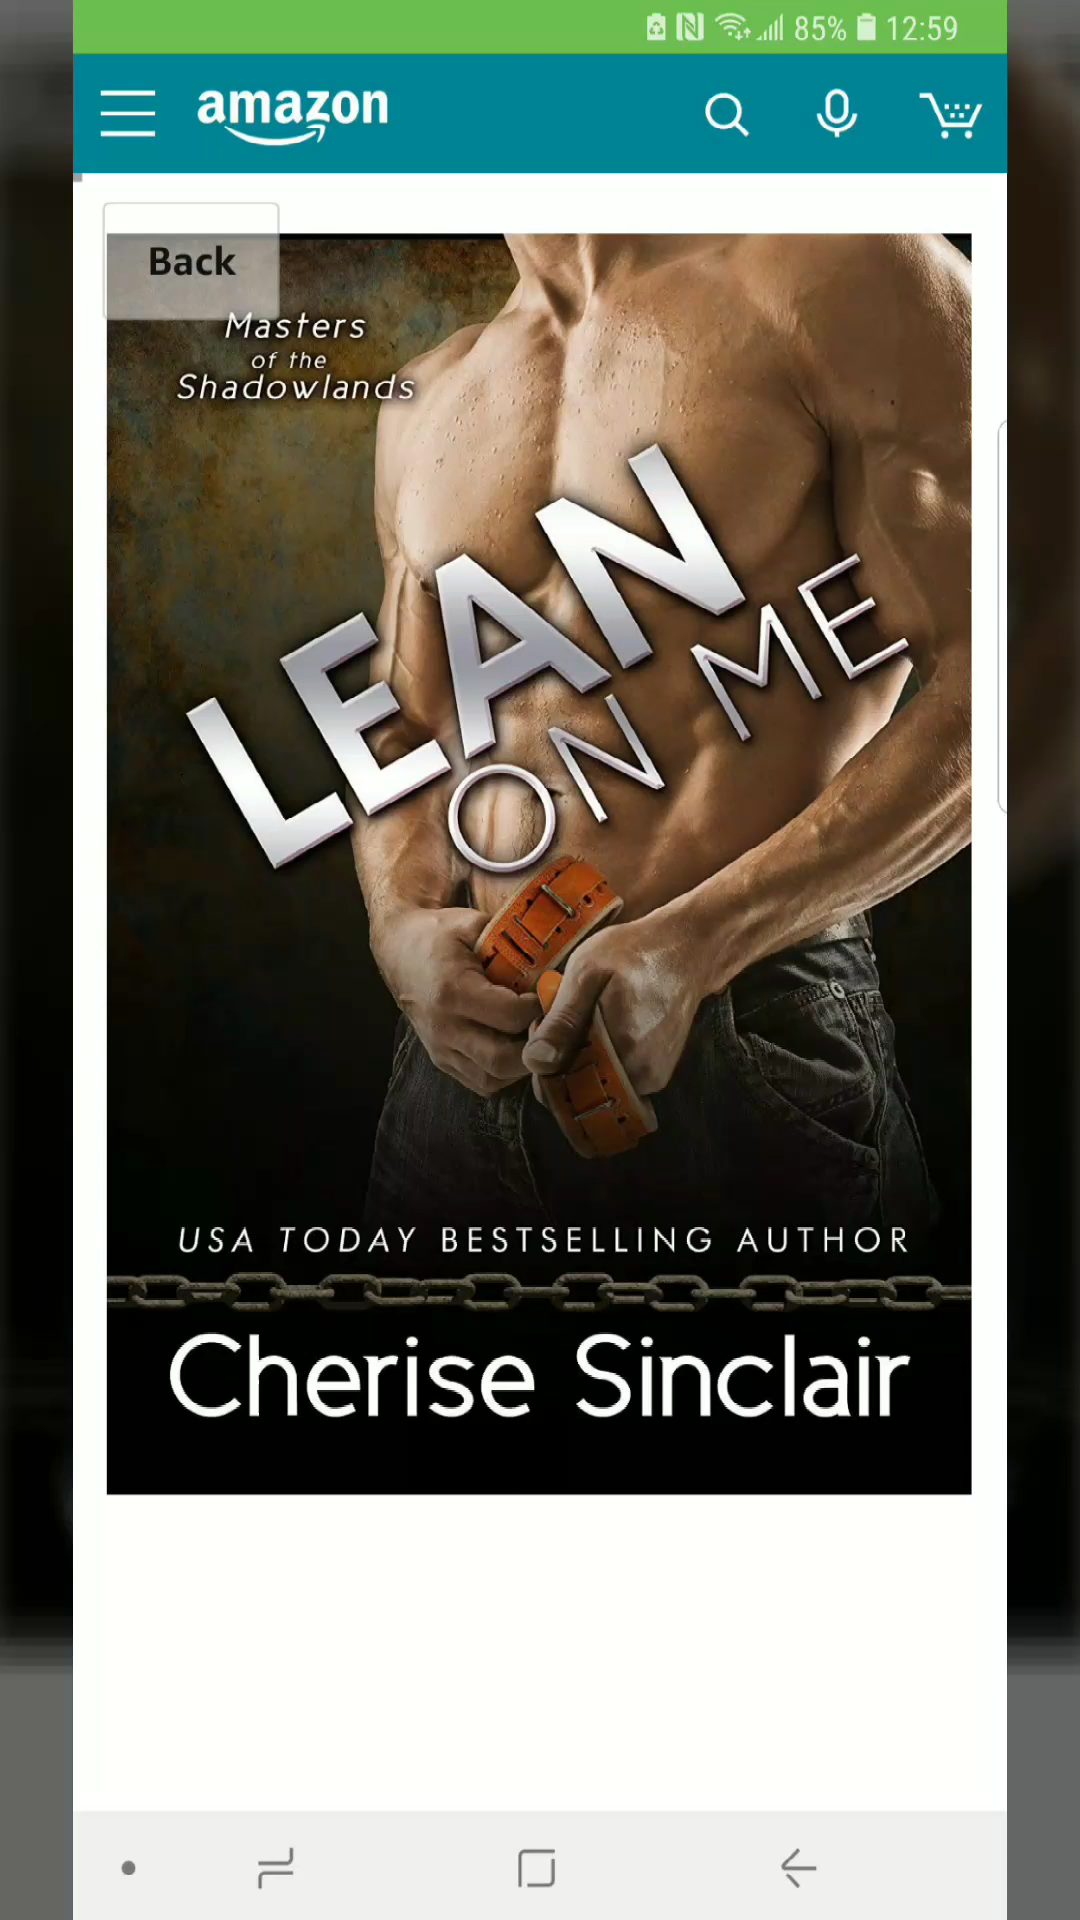 85% 12:59
amazon
Back
Masters
of the
Shadowlands
LEAN
ON ME
USA TODAY BESTSELLING AUTHOR
Cherise Sinclair